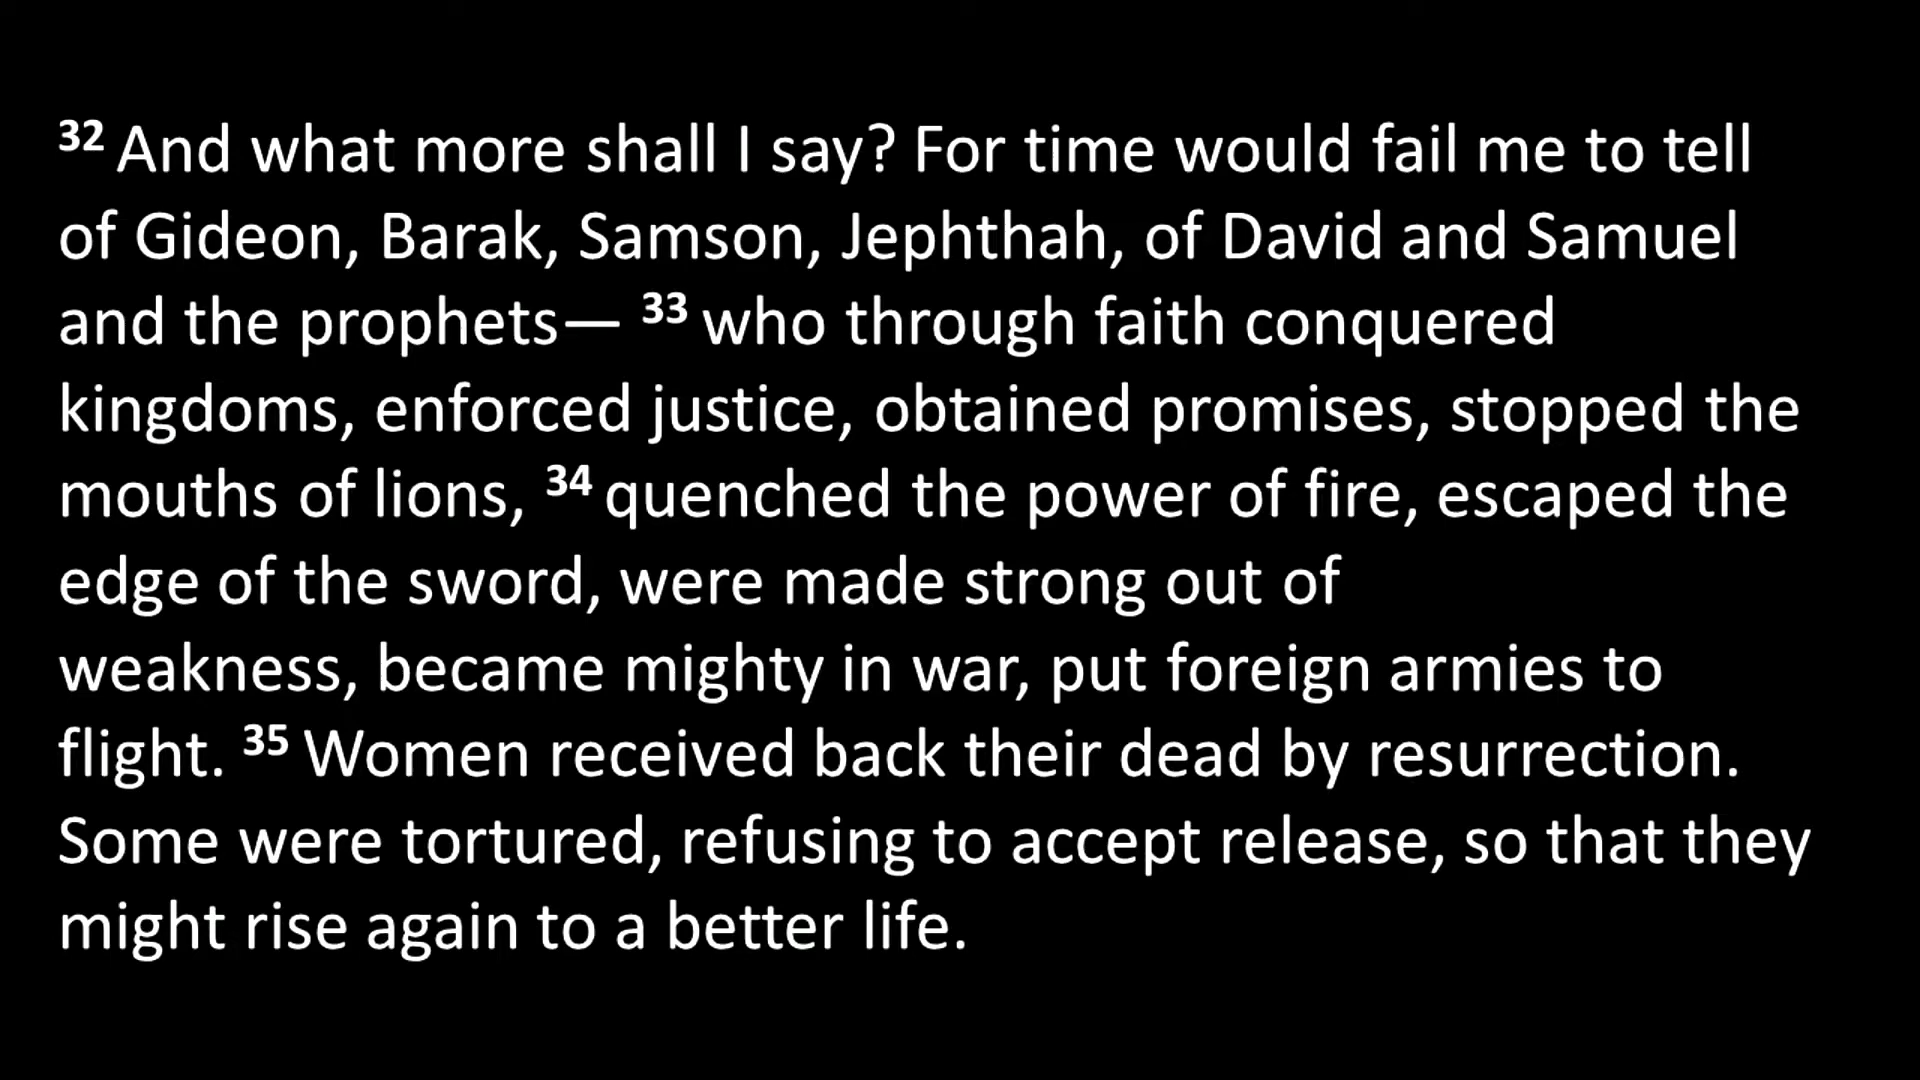 32 And what more shall I say? For time would fail me to tell
of Gideon, Barak, Samson, Jephthah, of David and Samuel
and the prophets— 33 who through faith conquered
kingdoms, enforced justice, obtained promises, stopped the
mouths of lions, 34 quenched the power of fire, escaped the
edge of the sword, were made strong out of
weakness, became mighty in war, put foreign armies to
flight. 35 Women received back their dead by resurrection.
Some were tortured, refusing to accept release, so that they
might rise again to a better life.